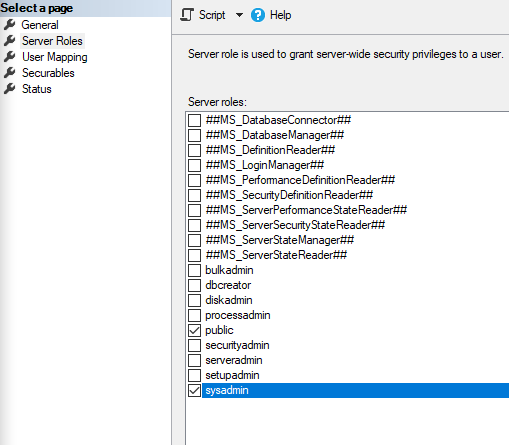 Select a page
General
Server Roles
User Mapping
Securables
Status
Script
Help
Server role is used to grant server-wide security privileges to a user.
Server roles:
##MS_DatabaseConnector##
##MS_DatabaseManager##
##MS_DefinitionReader##
##MS_LoginManager##
##MS_PerformanceDefinitionReader##
##MS_SecurityDefinitionReader##
##MS_ServerPerformanceStateReader##
##MS_ServerSecurityStateReader##
##MS_ServerStateManager##
##MS_ServerStateReader##
bulkadmin
dbcreator
diskadmin
processadmin
public
securityadmin
serveradmin
setupadmin
sysadmin